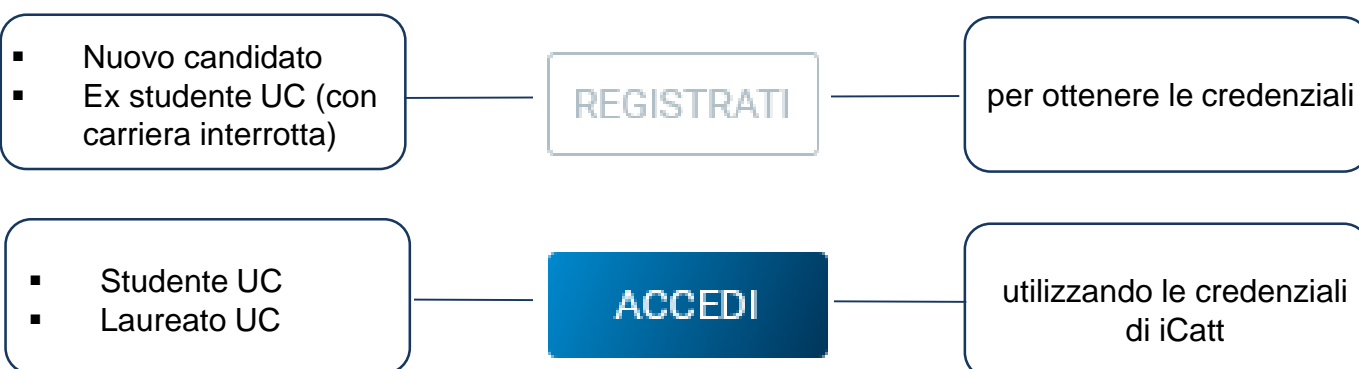 ▪ Nuovo candidato
▪ Ex studente UC (con
carriera interrotta)
REGISTRATI
per ottenere le credenziali
▪ Studente UC
▪ Laureato UC
ACCEDI
utilizzando le credenziali
di iCatt